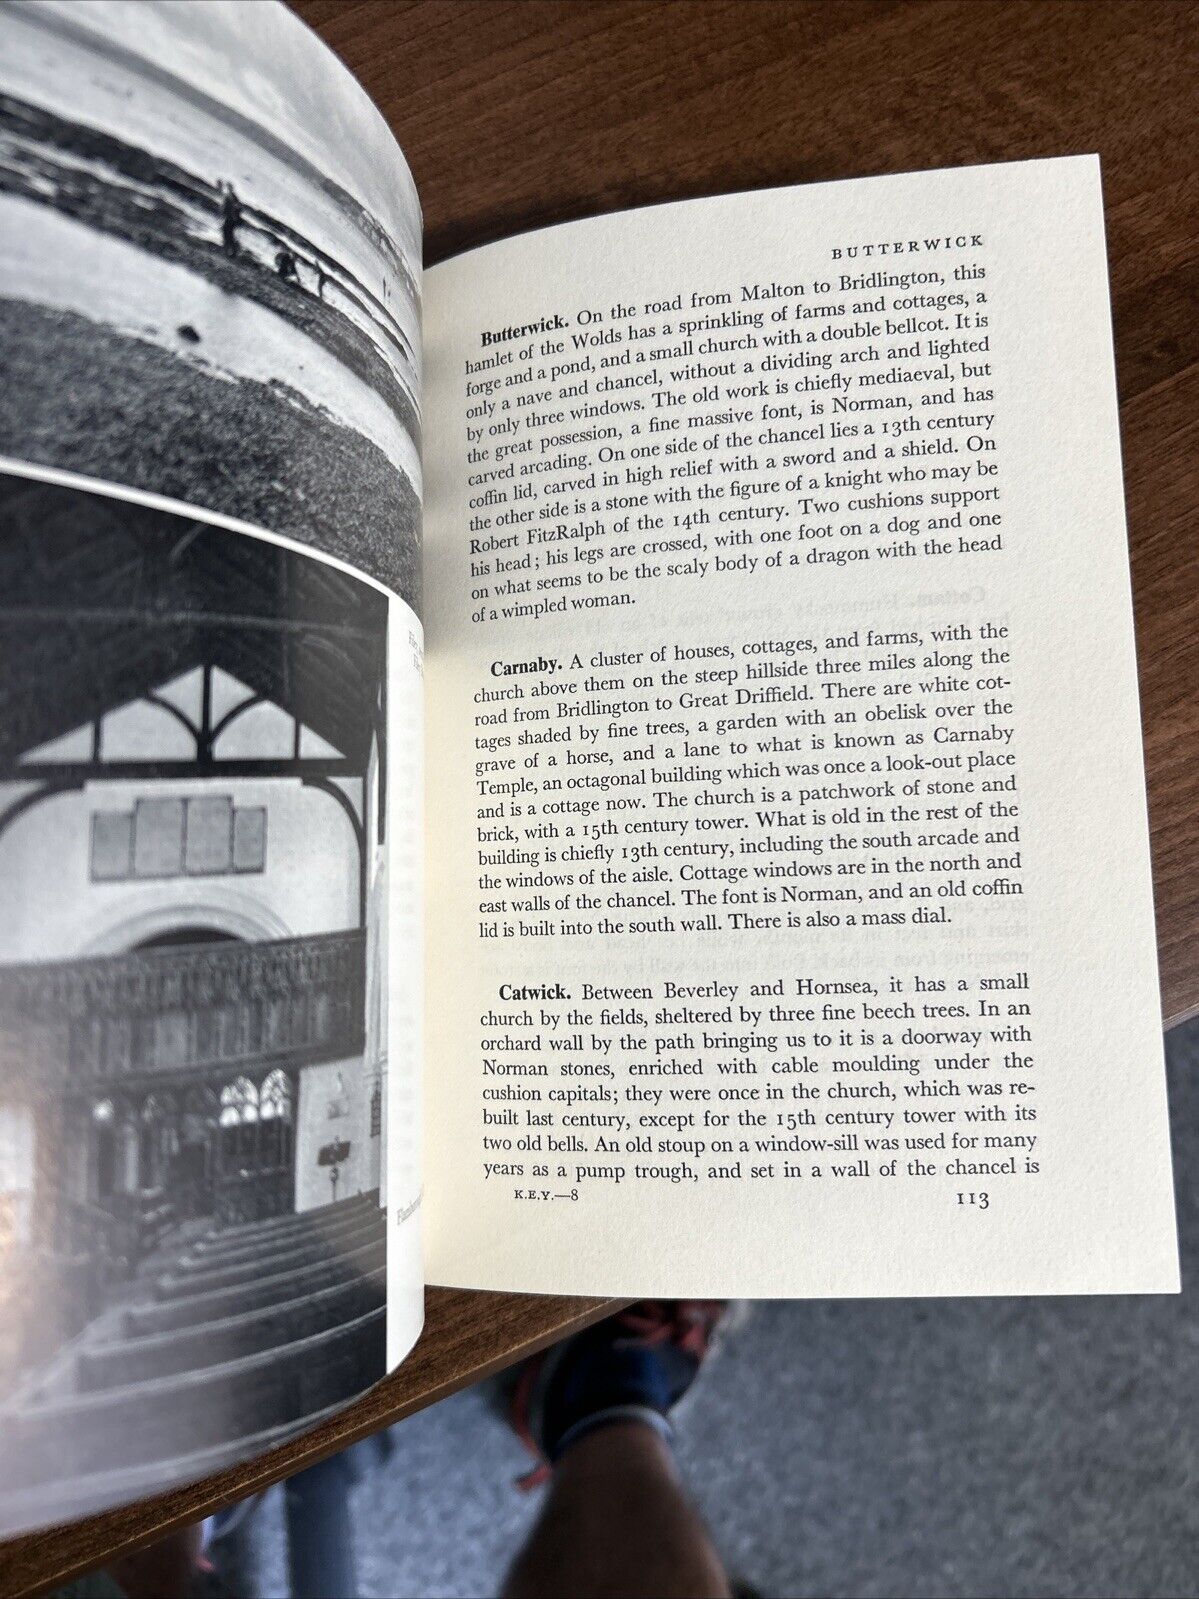 BUTTERWICK
Butterwick. On the road from Malton to Bridlington, this
hamlet of the Wolds has a sprinkling of farms and cottages, a
forge and a pond, and a small church with a double bellcot. It is
only a nave and chancel, without a dividing arch and lighted
by only three windows. The old work is chiefly mediaeval, but
the great possession, a fine massive font, is Norman, and has
carved arcading. On one side of the chancel lies a 13th century
coffin lid, carved in high relief with a sword and a shield. On
the other side is a stone with the figure of a knight who may be
Robert FitzRalph of the 14th century. Two cushions support
his head; his legs are crossed, with one foot on a dog and one
on what seems to be the scaly body of a dragon with the head
of a wimpled woman.
Carnaby. A cluster of houses, cottages, and farms, with the
church above them on the steep hillside three miles along the
road from Bridlington to Great Driffield. There are white cot-
tages shaded by fine trees, a garden with an obelisk over the
grave of a horse, and a lane to what is known as Carnaby
Temple, an octagonal building which was once a look-out place
and is a cottage now. The church is a patchwork of stone and
brick, with a 15th century tower. What is old in the rest of the
building is chiefly 13th century, including the south arcade and
the windows of the aisle. Cottage windows are in the north and
east walls of the chancel. The font is Norman, and an old coffin
lid is built into the south wall. There is also a mass dial.
Catwick. Between Beverley and Hornsea, it has a small
church by the fields, sheltered by three fine beech trees. In an
orchard wall by the path bringing us to it is a doorway with
Norman stones, enriched with cable moulding under the
cushion capitals; they were once in the church, which was re-
built last century, except for the 15th century tower with its
two old bells. An old stoup on a window-sill was used for many
years as a pump trough, and set in a wall of the chancel is
K.E.Y.—8
113